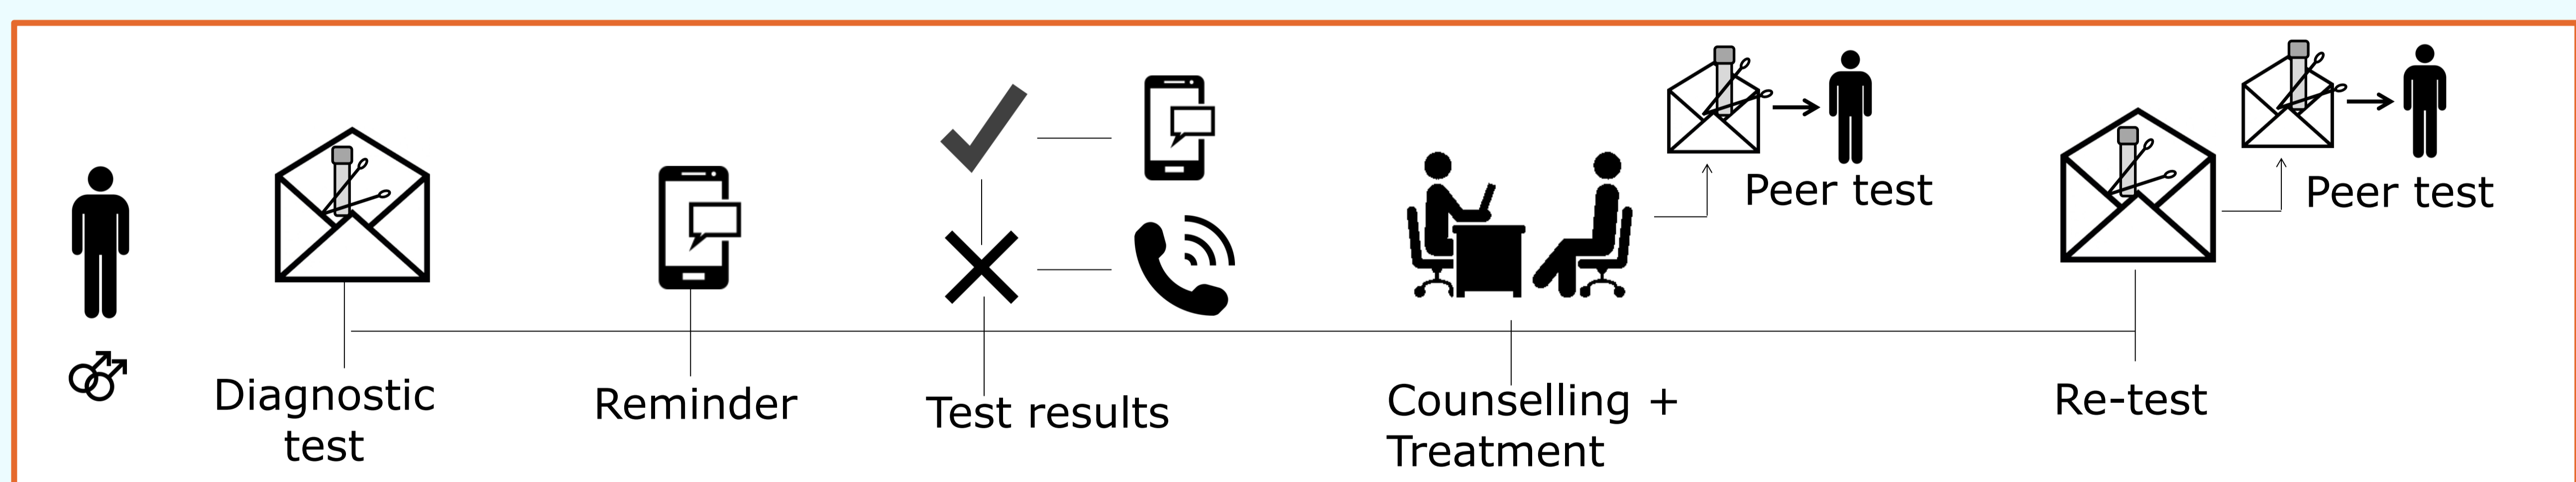 Diagnostic
test
Reminder
Test results
Counselling +
Treatment
Peer test
Re-test
Peer test